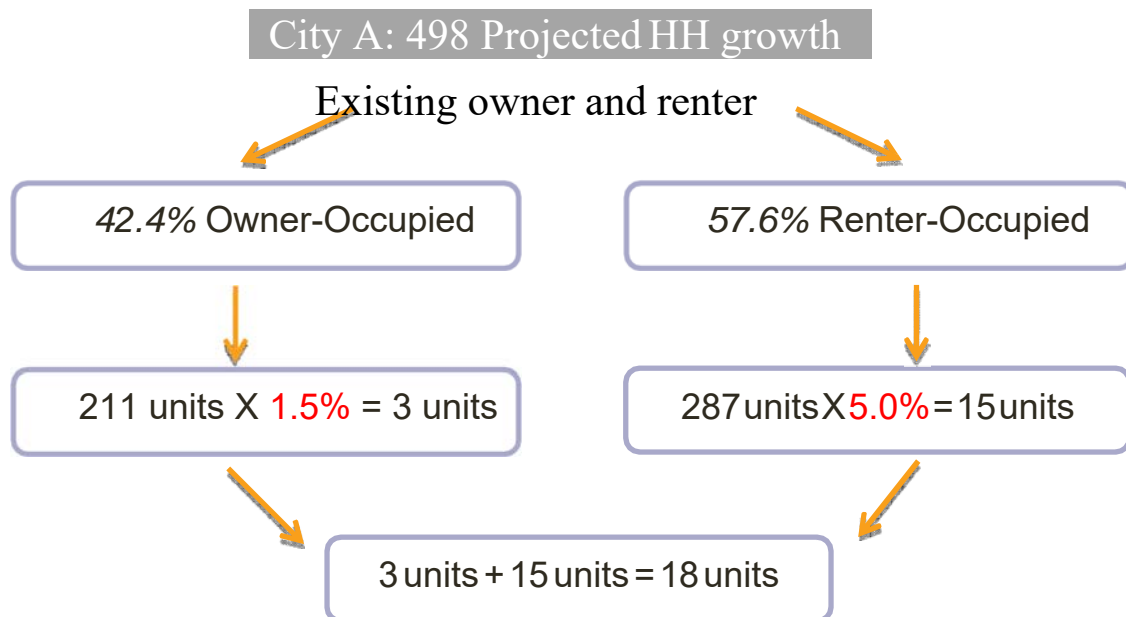 City A: 498 Projected HH growth
Existing owner and renter
42.4% Owner-Occupied
57.6% Renter-Occupied
211 units X 1.5% = 3 units
287 units X 5.0% = 15 units
3 units + 15 units = 18 units